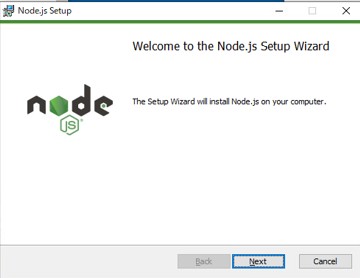 Node.js Setup
Welcome to the Node.js Setup Wizard
The Setup Wizard will install Node.js on your computer.
node
JS
Back
Next
Cancel